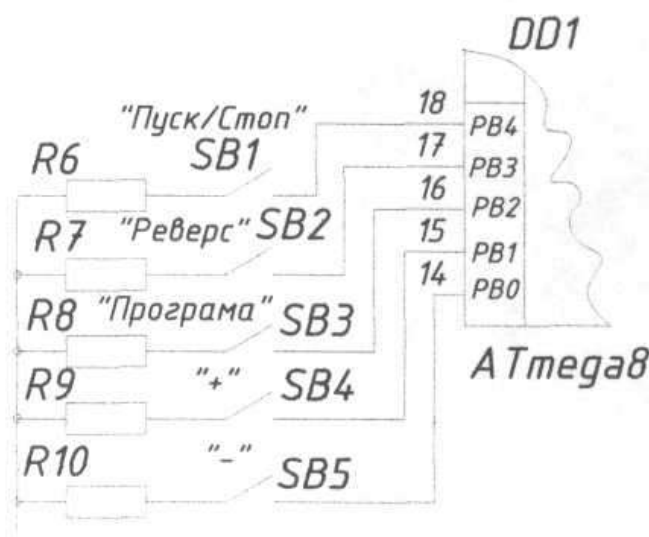 DD1
18 PB4
"Пуск/Стоп"
R6 SB1
17 PB3
16 PB2
R7 "Реверс" SB2
15 PB1
14 PB0
R8 "Програма" SB3
ATmega8
R9 "+" SB4
R10 "-" SB5